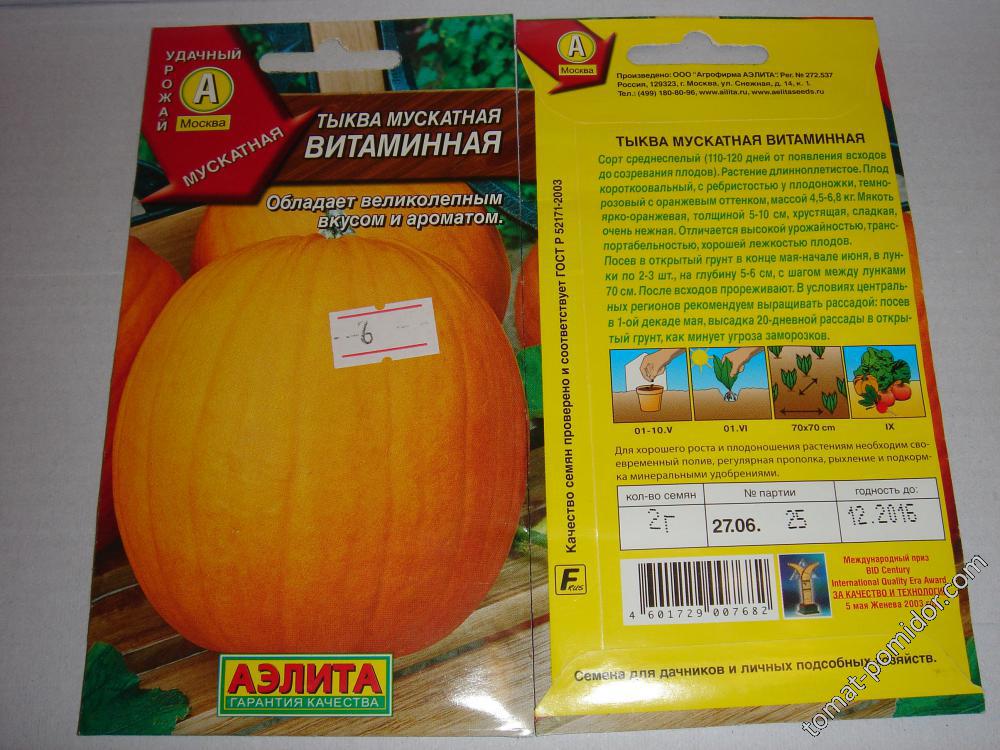 УДАЧНЫЙ
УРОЖАЙ
А
Москва
МУСКАТНАЯ
ТЫКВА МУСКАТНАЯ
ВИТАМИННАЯ
Обладает великолепным
вкусом и ароматом.
6
АЭЛИТА
ГАРАНТИЯ КАЧЕСТВА
А
Москва
Произведено: ООО "Агрофирма АЭЛИТА". Рег. № 272.537
Россия, 129323, г. Москва, ул. Снежная, д. 14, к. 1.
Тел.: (499) 180-80-96, www.ailita.ru, www.aelitaseeds.ru
ТЫКВА МУСКАТНАЯ ВИТАМИННАЯ
Сорт среднеспелый (110-120 дней от появления всходов
до созревания плодов). Растение длинноплетистое. Плод
короткоовальный, с ребристостью у плодоножки, темно-
розовый с оранжевым оттенком, массой 4,5-6,8 кг. Мякоть
ярко-оранжевая, толщиной 5-10 см, хрустящая, сладкая,
очень нежная. Отличается высокой урожайностью, транс-
портабельностью, хорошей лежкостью плодов.
Посев в открытый грунт в конце мая-начале июня, в лун-
ки по 2-3 шт., на глубину 5-6 см, с шагом между лунками
70 см. После всходов прореживают. В условиях централь-
ных регионов рекомендуем выращивать рассадой: посев
в 1-ой декаде мая, высадка 20-дневной рассады в откры-
тый грунт, как минует угроза заморозков.
01-10.V
01.VI
70x70 cm
IX
Для хорошего роста и плодоношения растениям необходим сво-
евременный полив, регулярная прополка, рыхление и подкорм-
ка минеральными удобрениями.
кол-во семян № партии годность до:
2г 27.06. 25 12.2016
Качество семян проверено и соответствует ГОСТ Р 52171-2003
F
RUS
4 601729 007682
Международный приз
BID Century
International Quality Era Award
ЗА КАЧЕСТВО И ТЕХНОЛОГИ
5 мая Женева 2003 г.
Семена для дачников и личных подсобных хозяйств.
tomat-pomidor.com